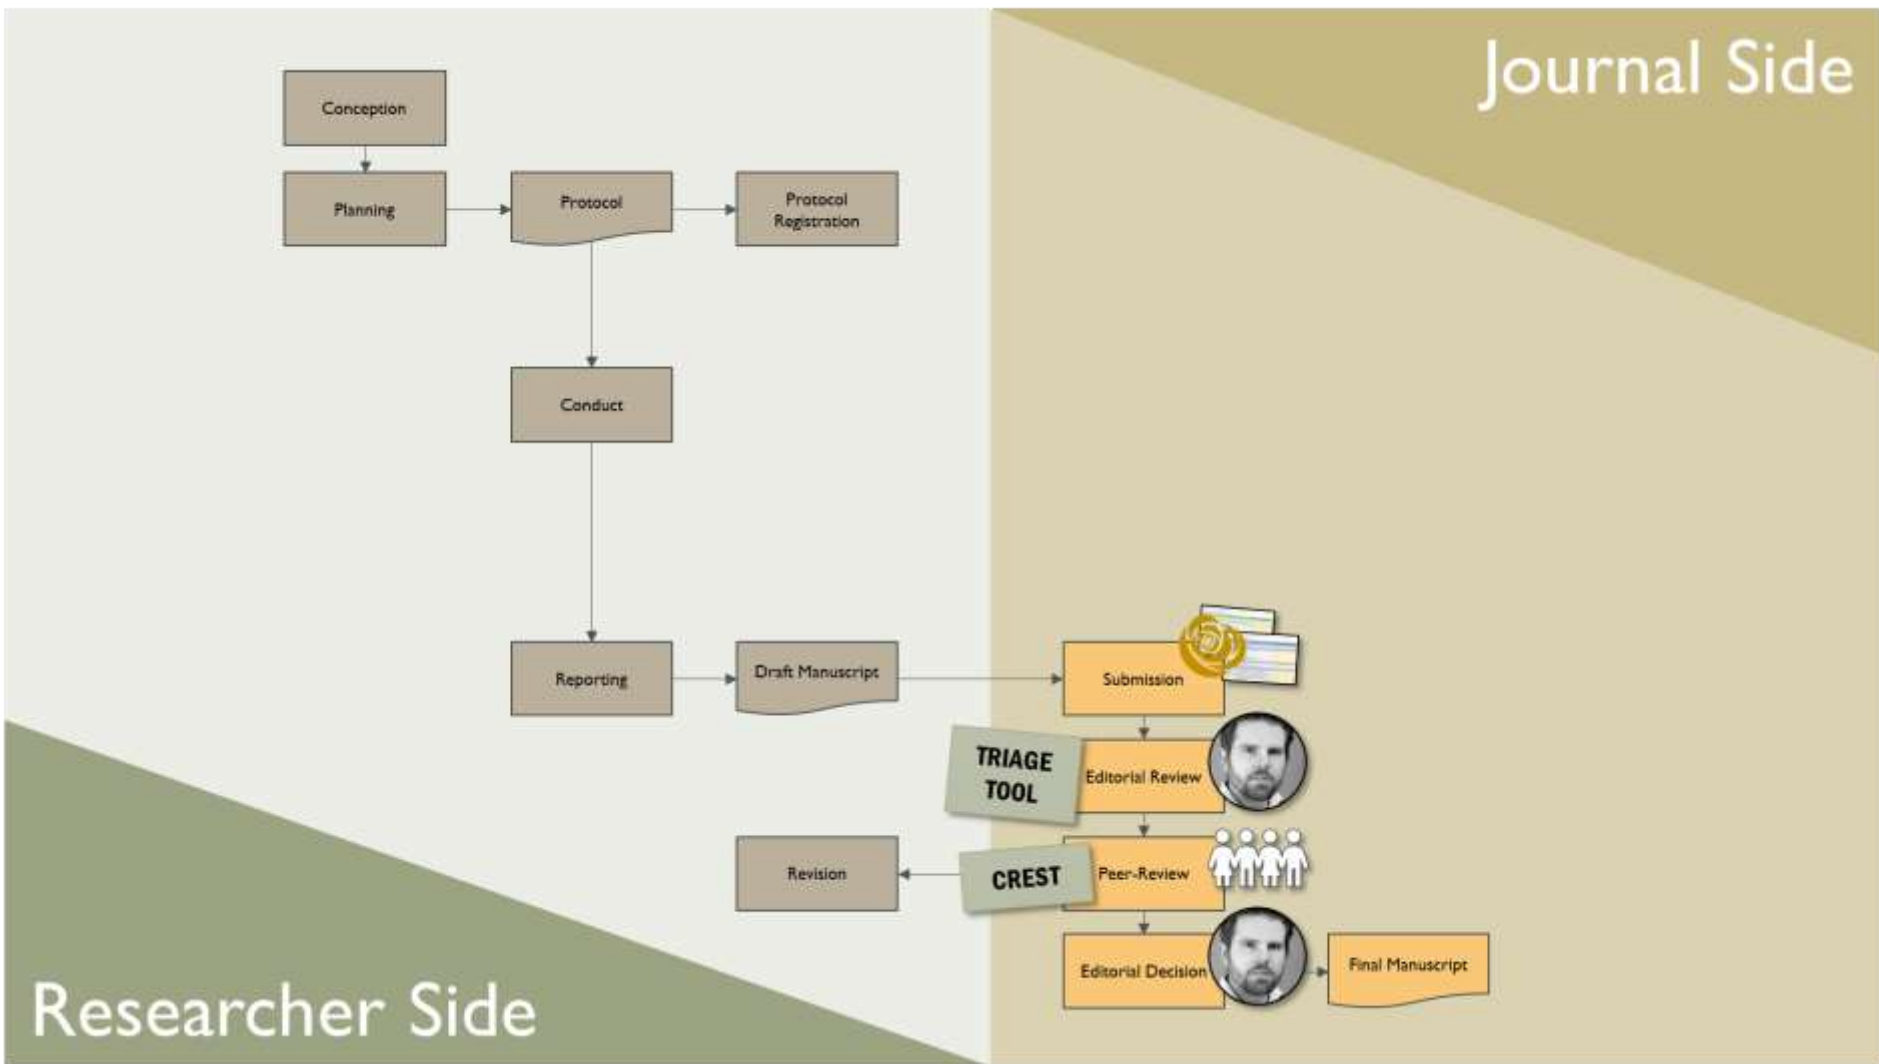 Journal Side
Conception
Planning
Protocol
Protocol
Registration
Conduct
Reporting
Draft Manuscript
Submission
TRIAGE
TOOL
Editorial Review
Revision
CREST
Peer-Review
Editorial Decision
Final Manuscript
Researcher Side